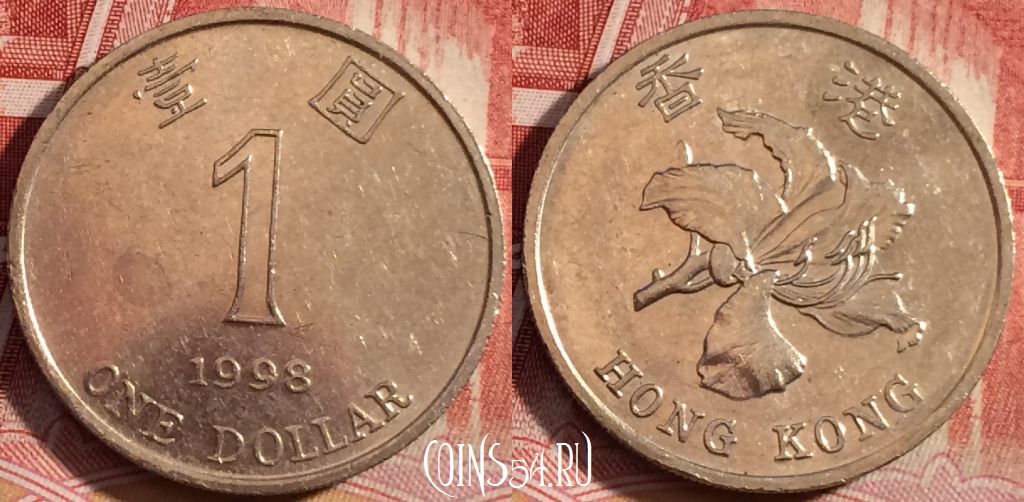 壹 圓
1
1998
ONE DOLLAR
香 港
HONG KONG
COINS54.RU